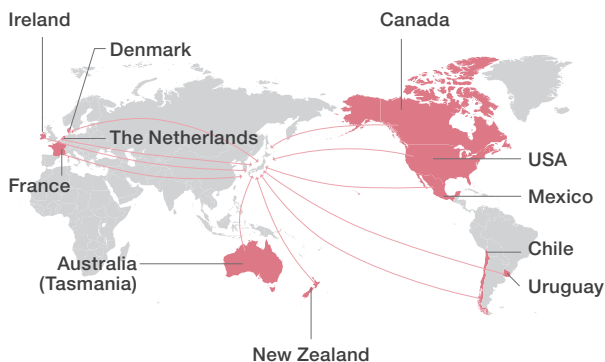 Ireland
Canada
Denmark
The Netherlands
USA
France
Mexico
Chile
Australia
(Tasmania)
Uruguay
New Zealand